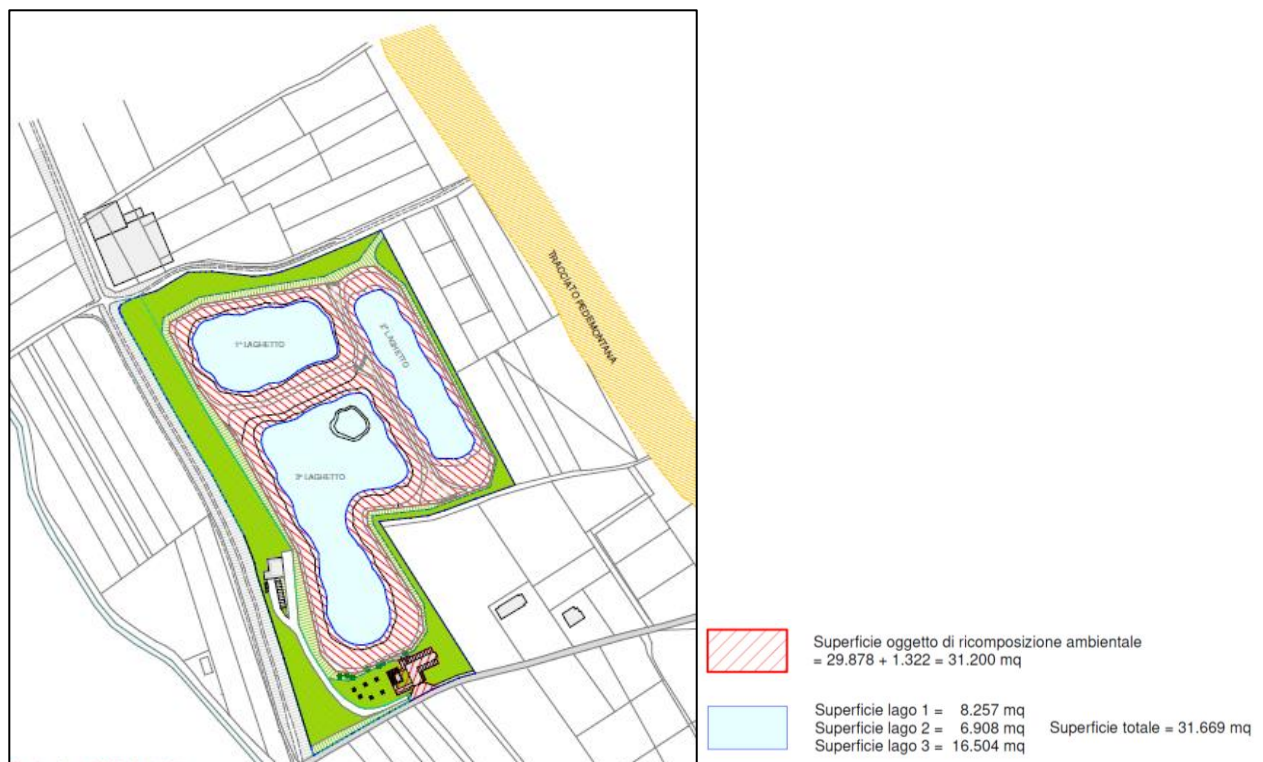 TRACCIATO PEDEMONTANA
1° LAGHETTO
2° LAGHETTO
3° LAGHETTO
Superficie oggetto di ricomposizione ambientale
= 29.878 + 1.322 = 31.200 mq
Superficie lago 1 = 8.257 mq
Superficie lago 2 = 6.908 mq Superficie totale = 31.669 mq
Superficie lago 3 = 16.504 mq